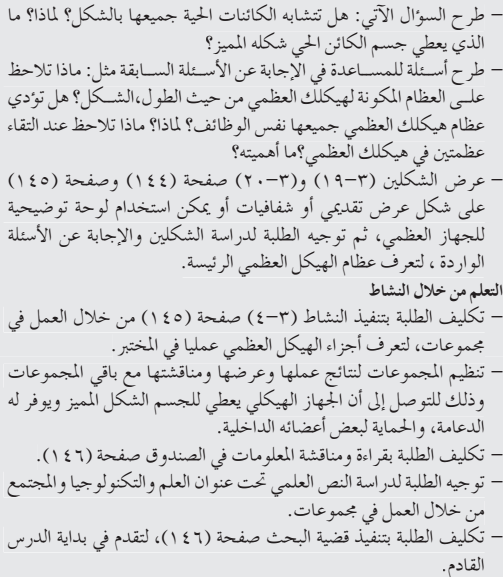 – طرح السؤال الآتي: هل تتشابه الكائنات الحية جميعها بالشكل؟ لماذا؟ ما
الذي يعطي جسم الكائن الحي شكله المميز؟
– طرح أسئلة للمساعدة في الإجابة عن الأسئلة السابقة مثل: ماذا تلاحظ
على العظام المكونة لهيكلك العظمي من حيث الطول،الشكل؟ هل تؤدي
عظام هيكلك العظمي جميعها نفس الوظائف؟ لماذا؟ ماذا تلاحظ عند التقاء
عظمتين في هيكلك العظمي؟ما أهميته؟
– عرض الشكلين (٣–١٩) و(٣–٢٠) صفحة (١٤٤) وصفحة (١٤٥)
على شكل عرض تقديمي أو شفافيات أو يمكن استخدام لوحة توضيحية
للجهاز العظمي، ثم توجيه الطلبة لدراسة الشكلين والإجابة عن الأسئلة
الواردة ، لتعرف عظام الهيكل العظمي الرئيسة.
التعلم من خلال النشاط
– تكليف الطلبة بتنفيذ النشاط (٣–٤) صفحة (١٤٥) من خلال العمل في
مجموعات، لتعرف أجزاء الهيكل العظمي عمليا في المختبر.
– تنظيم المجموعات لنتائج عملها وعرضها ومناقشتها مع باقي المجموعات
وذلك للتوصل إلى أن الجهاز الهيكلي يعطي للجسم الشكل المميز ويوفر له
الدعامة، والحماية لبعض أعضائه الداخلية.
– تكليف الطلبة بقراءة ومناقشة المعلومات في الصندوق صفحة (١٤٦).
– توجيه الطلبة لدراسة النص العلمي تحت عنوان العلم والتكنولوجيا والمجتمع
من خلال العمل في مجموعات.
– تكليف الطلبة بتنفيذ قضية البحث صفحة (١٤٦)، لتقدم في بداية الدرس
القادم.